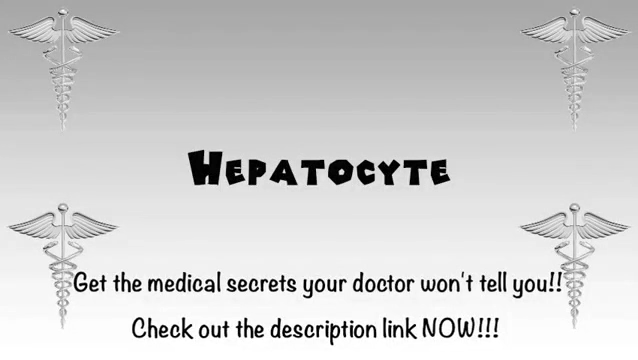 Hepatocyte
Get the medical secrets your doctor won't tell you!!
Check out the description link NOW!!!